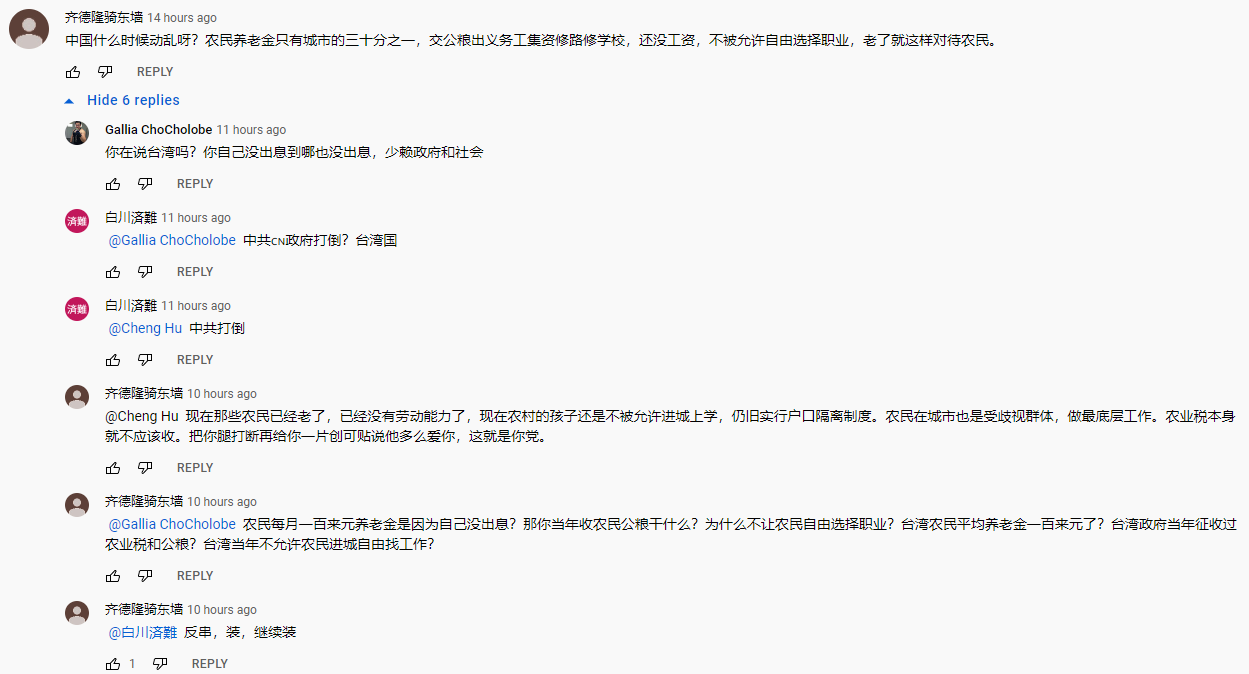 齐德隆骑东墙 14 hours ago
中国什么时候动乱呀？农民养老金只有城市的三十分之一，交公粮出义务工集资修路修学校，还没工资，不被允许自由选择职业，老了就这样对待农民。
REPLY
Hide 6 replies
Gallia ChoCholobe 11 hours ago
你在说台湾吗？你自己没出息到哪也没出息，少赖政府和社会
REPLY
済難
白川済難 11 hours ago
@Gallia ChoCholobe 中共ᴄɴ政府打倒？台湾国
REPLY
済難
白川済難 11 hours ago
@Cheng Hu 中共打倒
REPLY
齐德隆骑东墙 10 hours ago
@Cheng Hu 现在那些农民已经老了，已经没有劳动能力了，现在农村的孩子还是不被允许进城上学，仍旧实行户口隔离制度。农民在城市也是受歧视群体，做最底层工作。农业税本身
就不应该收。把你腿打断再给你一片创可贴说他多么爱你，这就是你党。
REPLY
齐德隆骑东墙 10 hours ago
@Gallia ChoCholobe 农民每月一百来元养老金是因为自己没出息？那你当年收农民公粮干什么？为什么不让农民自由选择职业？台湾农民平均养老金一百来元了？台湾政府当年征收过
农业税和公粮？台湾当年不允许农民进城自由找工作？
REPLY
齐德隆骑东墙 10 hours ago
@白川済難 反串，装，继续装
1 REPLY